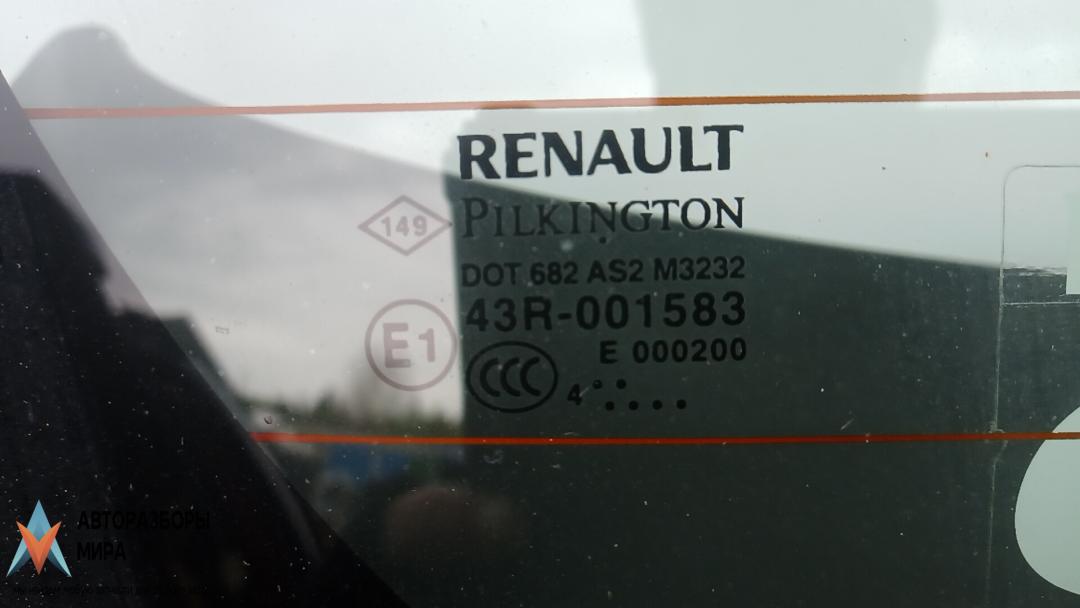 RENAULT
149 PILKINGTON
DOT 682 AS2 M3232
43R-001583
E1
E 000200
CCC
4
АВТОРАЗБОРЫ
МИРА